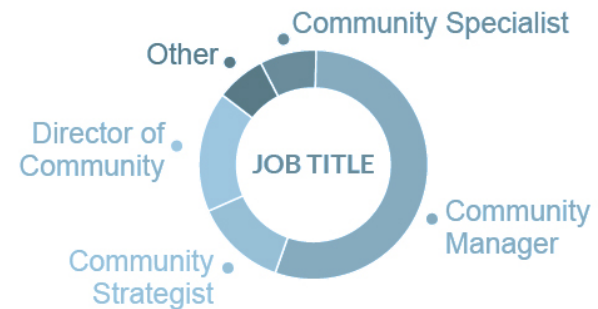 Community Specialist
Other
Director of
Community
JOB TITLE
Community
Manager
Community
Strategist